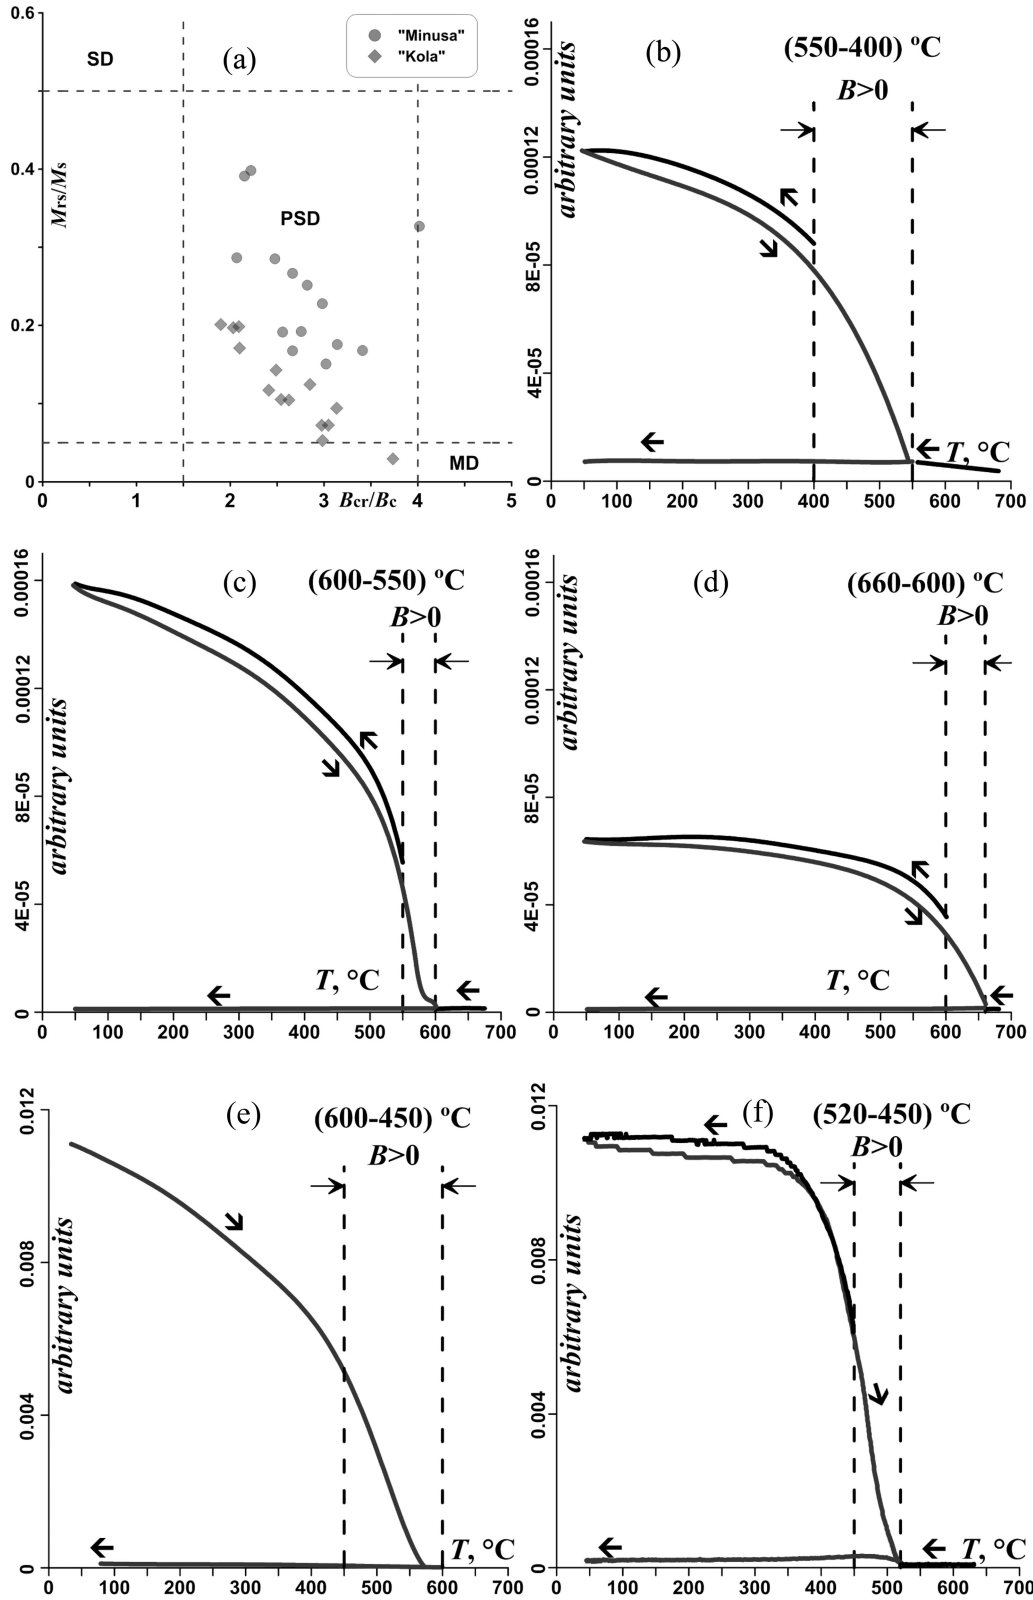 0.6
SD
(a)
"Minusa"
"Kola"
0.4
Mrs/Ms
PSD
0.2
MD
0
0
1
2
3
Bcr/Bc
4
5
(b)
(550-400) ºC
B>0
0.00016
arbitrary units
0.00012
8E-05
4E-05
0
T, °C
0 100 200 300 400 500 600 700
(c)
(600-550) ºC
B>0
0.00016
0.00012
arbitrary units
8E-05
4E-05
0
T, °C
0 100 200 300 400 500 600 700
(d)
(660-600) ºC
B>0
0.00016
arbitrary units
0.00012
8E-05
4E-05
0
T, °C
0 100 200 300 400 500 600 700
(e)
(600-450) ºC
B>0
0.012
0.008
arbitrary units
0.004
0
T, °C
0 100 200 300 400 500 600 700
(f)
(520-450) ºC
B>0
0.012
0.008
arbitrary units
0.004
0
T, °C
0 100 200 300 400 500 600 700